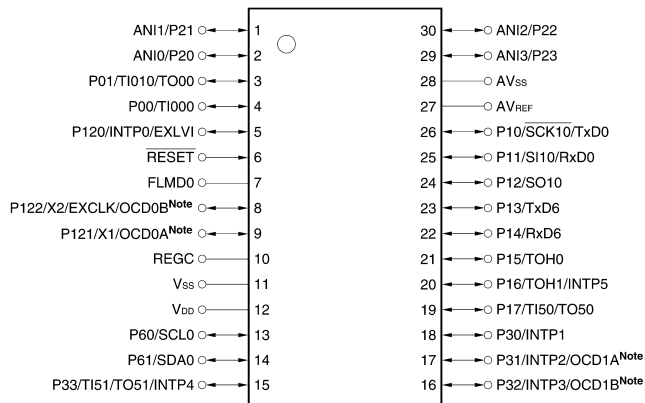 ANI1/P21 1 30 ANI2/P22
ANI0/P20 2 29 ANI3/P23
P01/TI010/TO00 3 28 AVSS
P00/TI000 4 27 AVREF
P120/INTP0/EXLVI 5 26 P10/SCK10/TxD0
RESET 6 25 P11/SI10/RxD0
FLMD0 7 24 P12/SO10
P122/X2/EXCLK/OCD0BNote 8 23 P13/TxD6
P121/X1/OCD0ANote 9 22 P14/RxD6
REGC 10 21 P15/TOH0
VSS 11 20 P16/TOH1/INTP5
VDD 12 19 P17/TI50/TO50
P60/SCL0 13 18 P30/INTP1
P61/SDA0 14 17 P31/INTP2/OCD1ANote
P33/TI51/TO51/INTP4 15 16 P32/INTP3/OCD1BNote